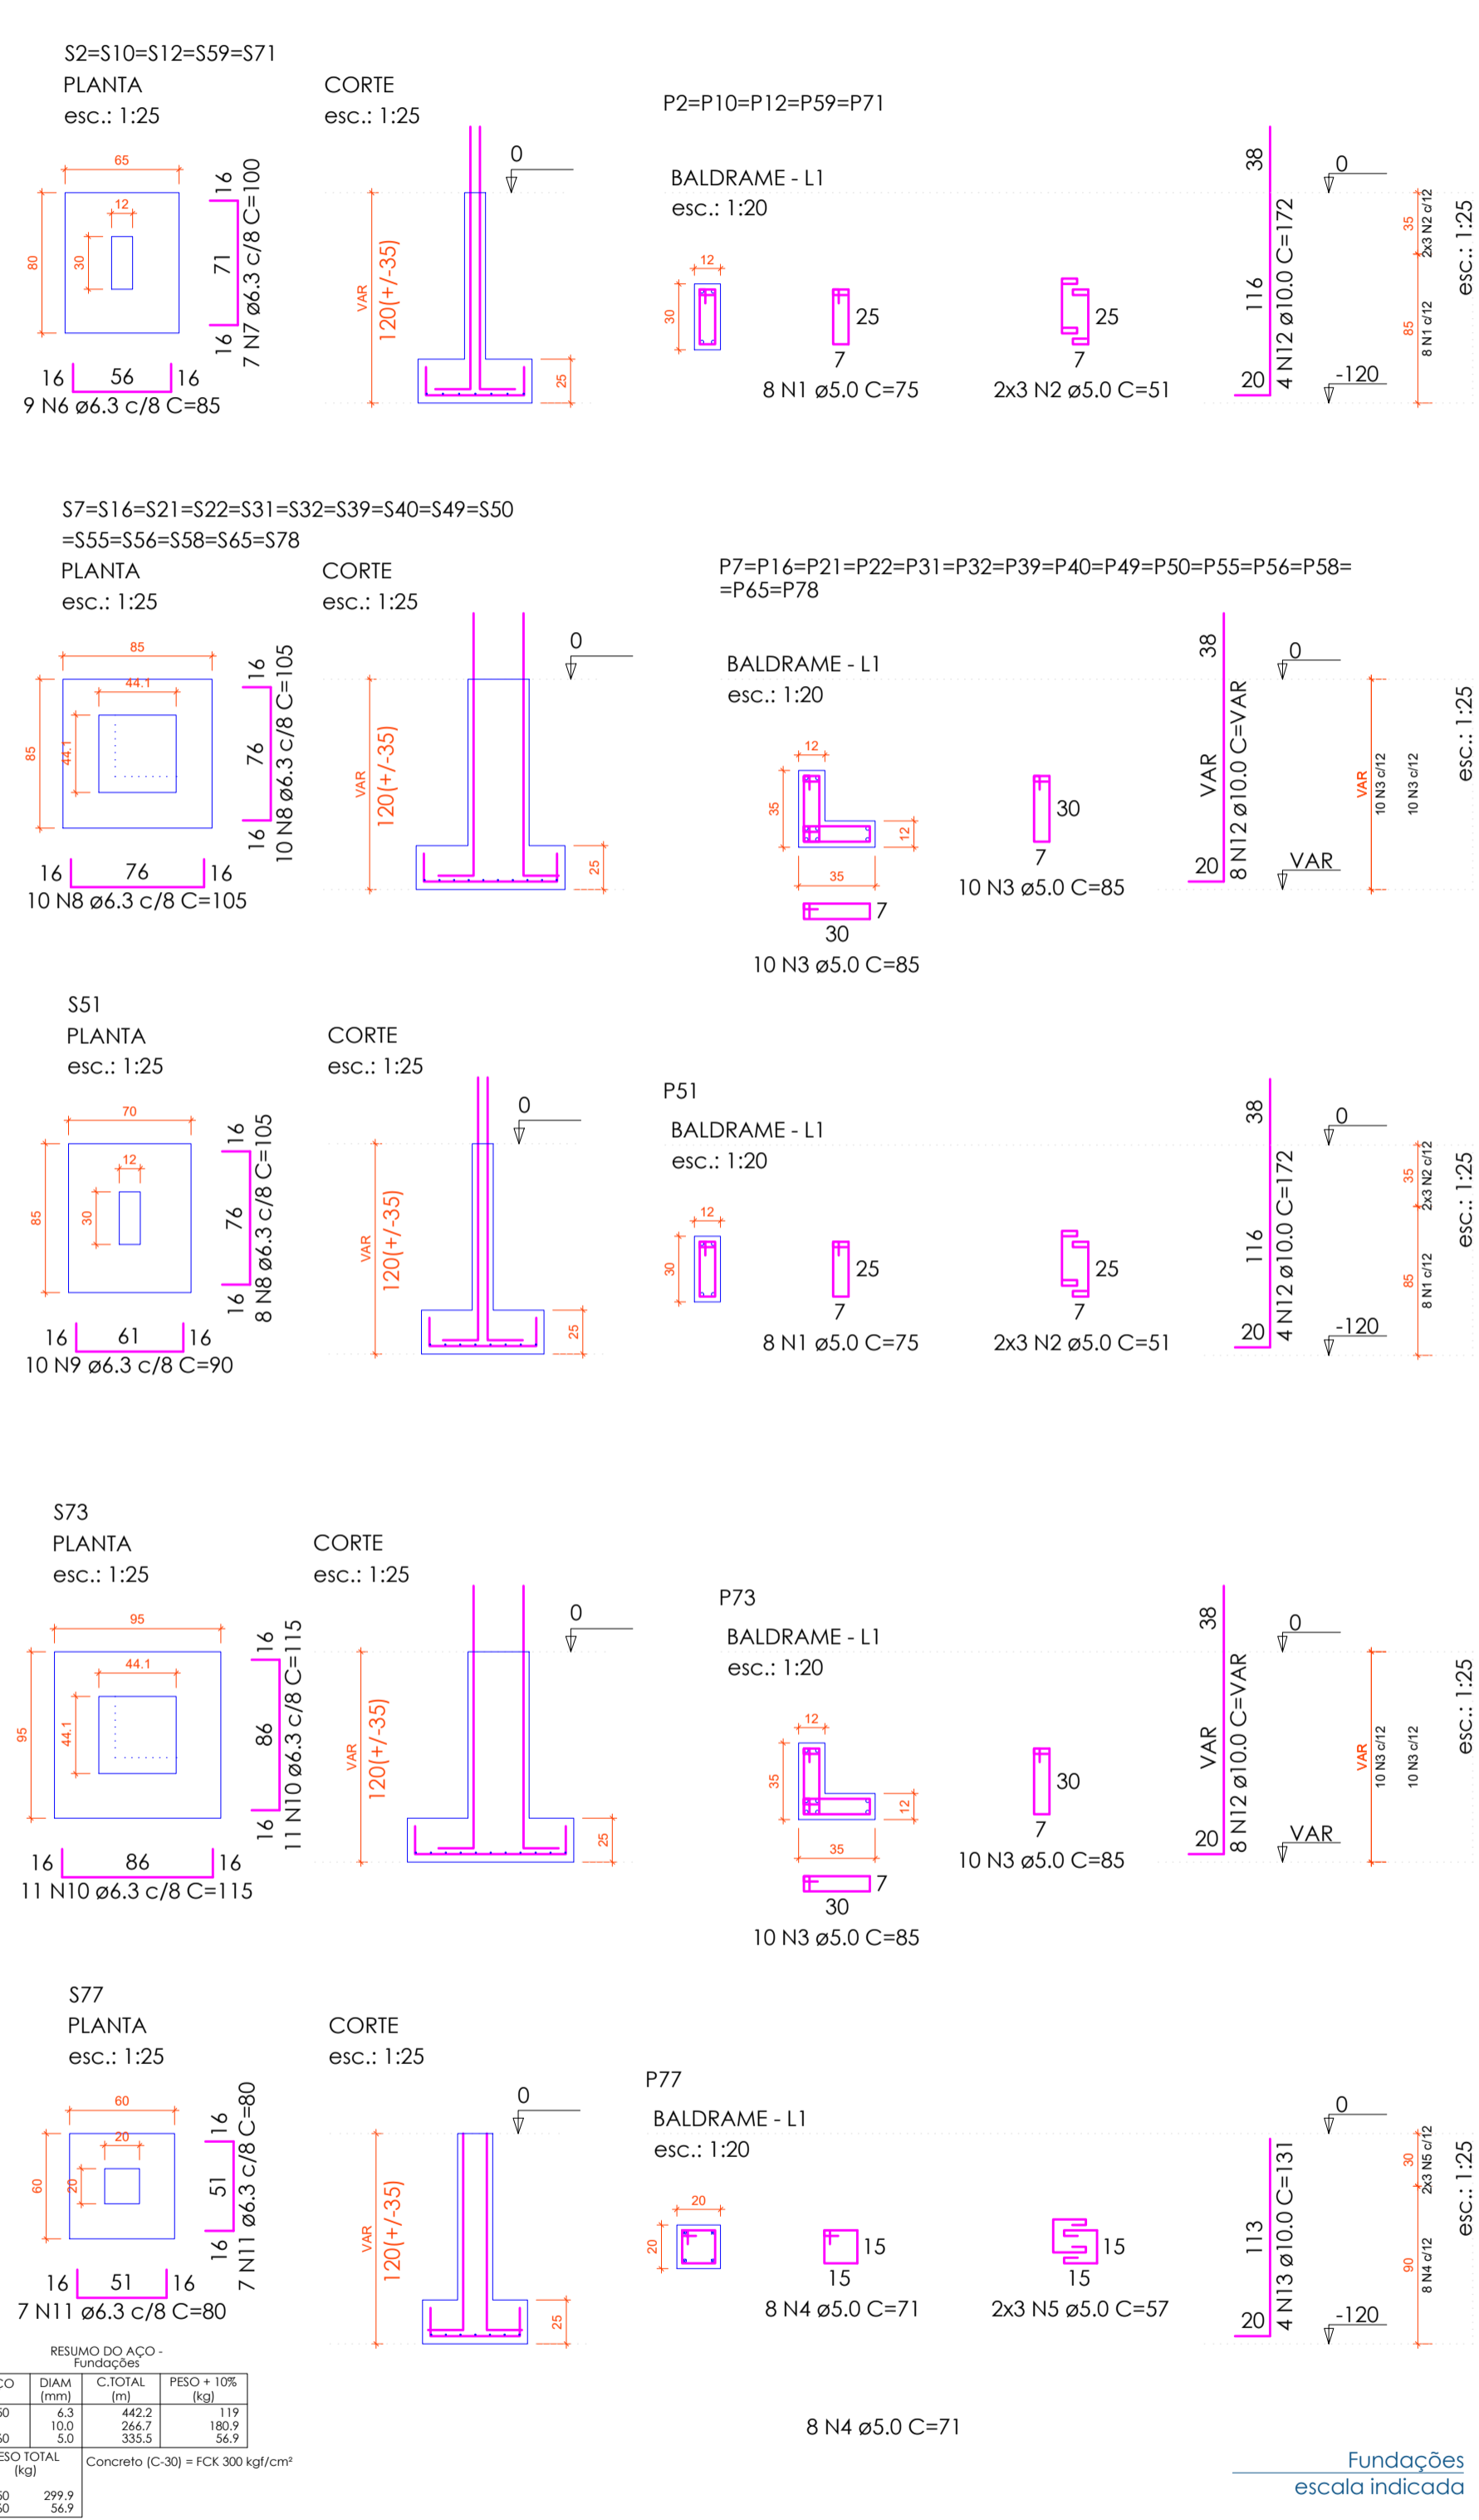 S2=S10=S12=S59=S71
PLANTA
esc.: 1:25
CORTE
esc.: 1:25
P2=P10=P12=P59=P71
BALDRAME - L1
esc.: 1:20
65
12
80
30
16
71
16
7 N7 ø6.3 c/8 C=100
16 56 16
9 N6 ø6.3 c/8 C=85
0
VAR
120(+/-35)
25
12
30
25
7
8 N1 ø5.0 C=75
25
7
2x3 N2 ø5.0 C=51
38
116
20
4 N12 ø10.0 C=172
0
-120
35
2x3 N2 c/12
85
8 N1 c/12
esc.: 1:25
S7=S16=S21=S22=S31=S32=S39=S40=S49=S50
=S55=S56=S58=S65=S78
PLANTA
esc.: 1:25
CORTE
esc.: 1:25
P7=P16=P21=P22=P31=P32=P39=P40=P49=P50=P55=P56=P58=
=P65=P78
BALDRAME - L1
esc.: 1:20
85
44.1
85
44.1
16
76
16
10 N8 ø6.3 c/8 C=105
16 76 16
10 N8 ø6.3 c/8 C=105
0
VAR
120(+/-35)
25
12
35
12
35
30
7
10 N3 ø5.0 C=85
7
30
10 N3 ø5.0 C=85
38
VAR
20
8 N12 ø10.0 C=VAR
0
VAR
VAR
10 N3 c/12
10 N3 c/12
esc.: 1:25
S51
PLANTA
esc.: 1:25
CORTE
esc.: 1:25
P51
BALDRAME - L1
esc.: 1:20
70
12
85
30
16
76
16
8 N8 ø6.3 c/8 C=105
16 61 16
10 N9 ø6.3 c/8 C=90
0
VAR
120(+/-35)
25
12
30
25
7
8 N1 ø5.0 C=75
25
7
2x3 N2 ø5.0 C=51
38
116
20
4 N12 ø10.0 C=172
0
-120
35
2x3 N2 c/12
85
8 N1 c/12
esc.: 1:25
S73
PLANTA
esc.: 1:25
CORTE
esc.: 1:25
P73
BALDRAME - L1
esc.: 1:20
95
44.1
95
44.1
16
86
16
11 N10 ø6.3 c/8 C=115
16 86 16
11 N10 ø6.3 c/8 C=115
0
VAR
120(+/-35)
25
12
35
12
35
30
7
10 N3 ø5.0 C=85
7
30
10 N3 ø5.0 C=85
38
VAR
20
8 N12 ø10.0 C=VAR
0
VAR
VAR
10 N3 c/12
10 N3 c/12
esc.: 1:25
S77
PLANTA
esc.: 1:25
CORTE
esc.: 1:25
P77
BALDRAME - L1
esc.: 1:20
60
20
60
20
16
51
16
7 N11 ø6.3 c/8 C=80
16 51 16
7 N11 ø6.3 c/8 C=80
0
VAR
120(+/-35)
25
20
20
15
15
8 N4 ø5.0 C=71
15
15
2x3 N5 ø5.0 C=57
113
20
4 N13 ø10.0 C=131
0
-120
30
2x3 N5 c/12
90
8 N4 c/12
esc.: 1:25
RESUMO DO AÇO -
Fundações
DIAM C.TOTAL PESO + 10%
(mm) (m) (kg)
6.3 442.2 119
10.0 266.7 180.9
5.0 335.5 56.9
TOTAL
(kg)
299.9
56.9
Concreto (C-30) = FCK 300 kgf/cm²
8 N4 ø5.0 C=71
Fundações
escala indicada